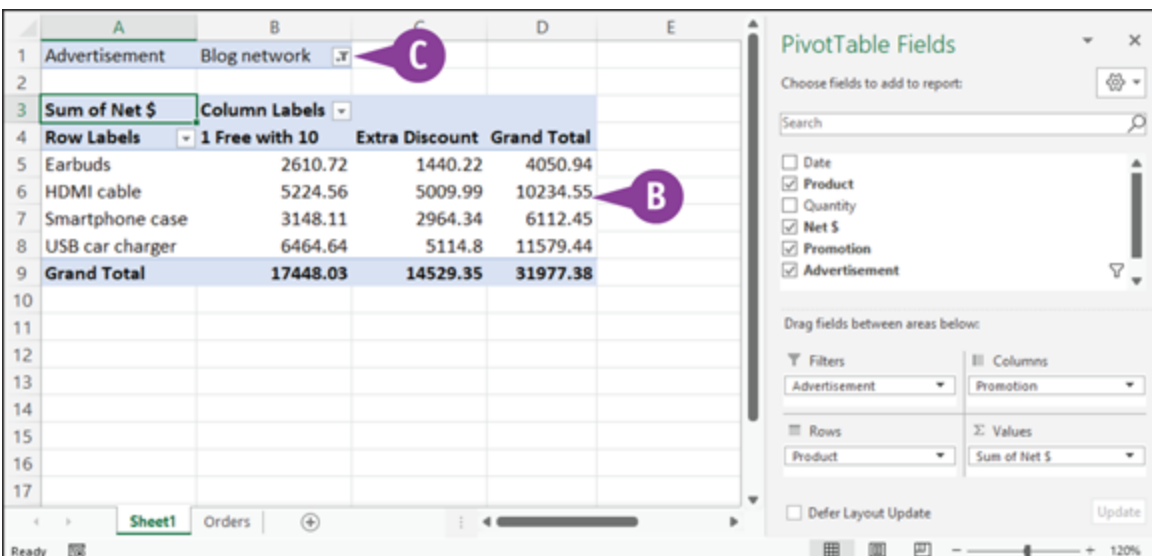 A B C D E
1 Advertisement Blog network
C
2
3 Sum of Net $ Column Labels
4 Row Labels 1 Free with 10 Extra Discount Grand Total
5 Earbuds 2610.72 1440.22 4050.94
6 HDMI cable 5224.56 5009.99 10234.55
B
7 Smartphone case 3148.11 2964.34 6112.45
8 USB car charger 6464.64 5114.8 11579.44
9 Grand Total 17448.03 14529.35 31977.38
10
11
12
13
14
15
16
17
Sheet1 Orders
Ready
PivotTable Fields
Choose fields to add to report:
Search
Date
Product
Quantity
Net $
Promotion
Advertisement
Drag fields between areas below:
Filters
Advertisement
Columns
Promotion
Rows
Product
Σ Values
Sum of Net $
Defer Layout Update
Update
120%